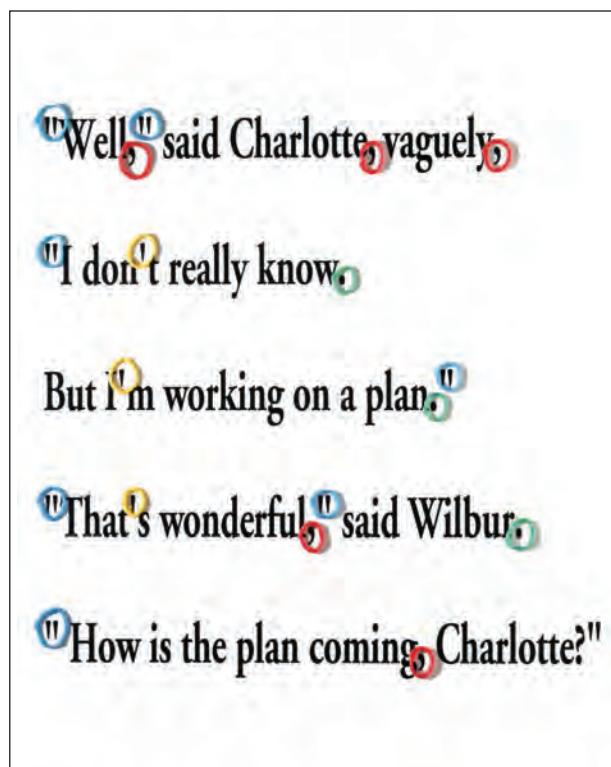 "Well," said Charlotte, vaguely,
"I don't really know.
But I'm working on a plan."
"That's wonderful," said Wilbur.
"How is the plan coming, Charlotte?"